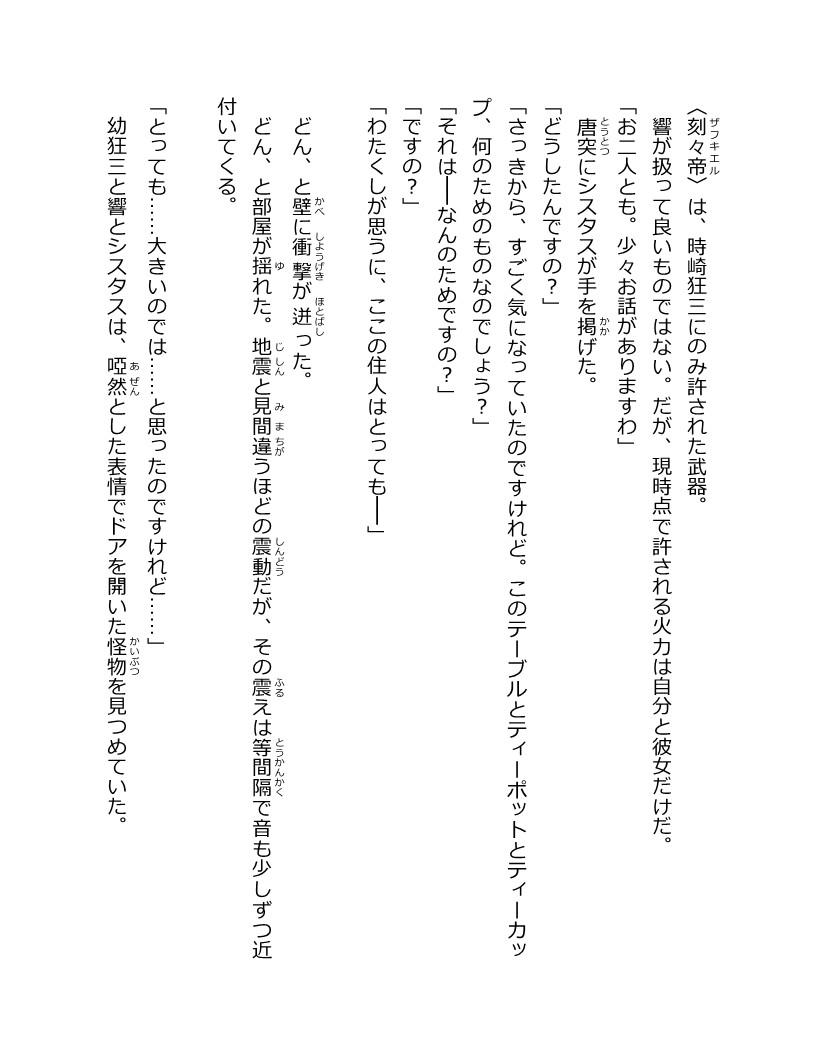 〈刻々帝〉は、時崎狂三にのみ許された武器。
響が扱って良いものではない。だが、現時点で許される火力は自分と彼女だけだ。
「お二人とも。少々お話がありますわ」
唐突にシスタスが手を掲げた。
「どうしたんですの？」
「さっきから、すごく気になっていたのですけれど。このテーブルとティーポットとティーカッ
プ、何のためのものなのでしょう？」
「それは――なんのためですの？」
「ですの？」
「わたくしが思うに、ここの住人はとっても――」
どん、と壁に衝撃が迸った。
どん、と部屋が揺れた。地震と見間違うほどの震動だが、その震えは等間隔で音も少しずつ近
付いてくる。
「とっても……大きいのでは……と思ったのですけれど……」
幼狂三と響とシスタスは、啞然とした表情でドアを開いた怪物を見つめていた。